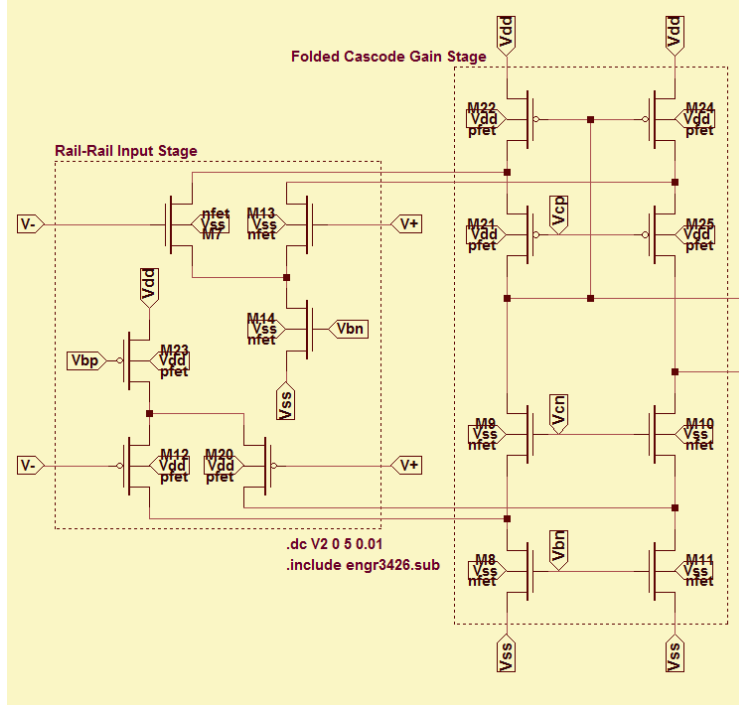 Vdd
Vdd
Folded Cascode Gain Stage
M22
Vdd
pfet
M24
Vdd
pfet
Rail-Rail Input Stage
V-
nfet
Vss
M7
M13
Vss
nfet
V+
M21
Vdd
pfet
Vcp
M25
Vdd
pfet
Vdd
M14
Vss
nfet
Vbn
Vbp
M23
Vdd
pfet
Vss
M9
Vss
nfet
Vcn
M10
Vss
nfet
V-
M12
Vdd
pfet
M20
Vdd
pfet
V+
.dc V2 0 5 0.01
.include engr3426.sub
M8
Vss
nfet
Vbn
M11
Vss
nfet
Vss
Vss